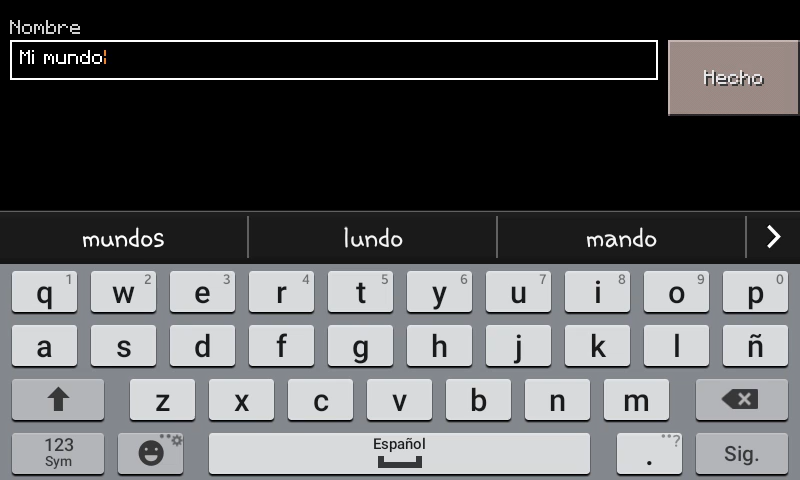 Nombre
Mi mundo
Hecho
mundos lundo mando
q 1 w 2 e 3 r 4 t 5 y 6 u 7 i 8 o 9 p 0
a s d f g h j k l ñ
z x c v b n m
123 Sym Español . ? Sig.